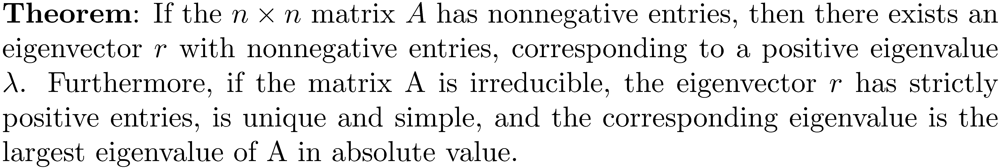 Theorem: If the n × n matrix A has nonnegative entries, then there exists an
eigenvector r with nonnegative entries, corresponding to a positive eigenvalue
λ. Furthermore, if the matrix A is irreducible, the eigenvector r has strictly
positive entries, is unique and simple, and the corresponding eigenvalue is the
largest eigenvalue of A in absolute value.